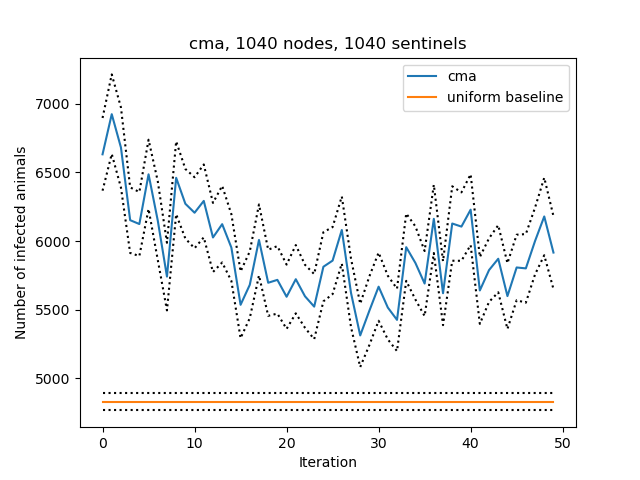 cma, 1040 nodes, 1040 sentinels
cma
uniform baseline
Number of infected animals
7000
6500
6000
5500
5000
0
10
20
30
40
50
Iteration